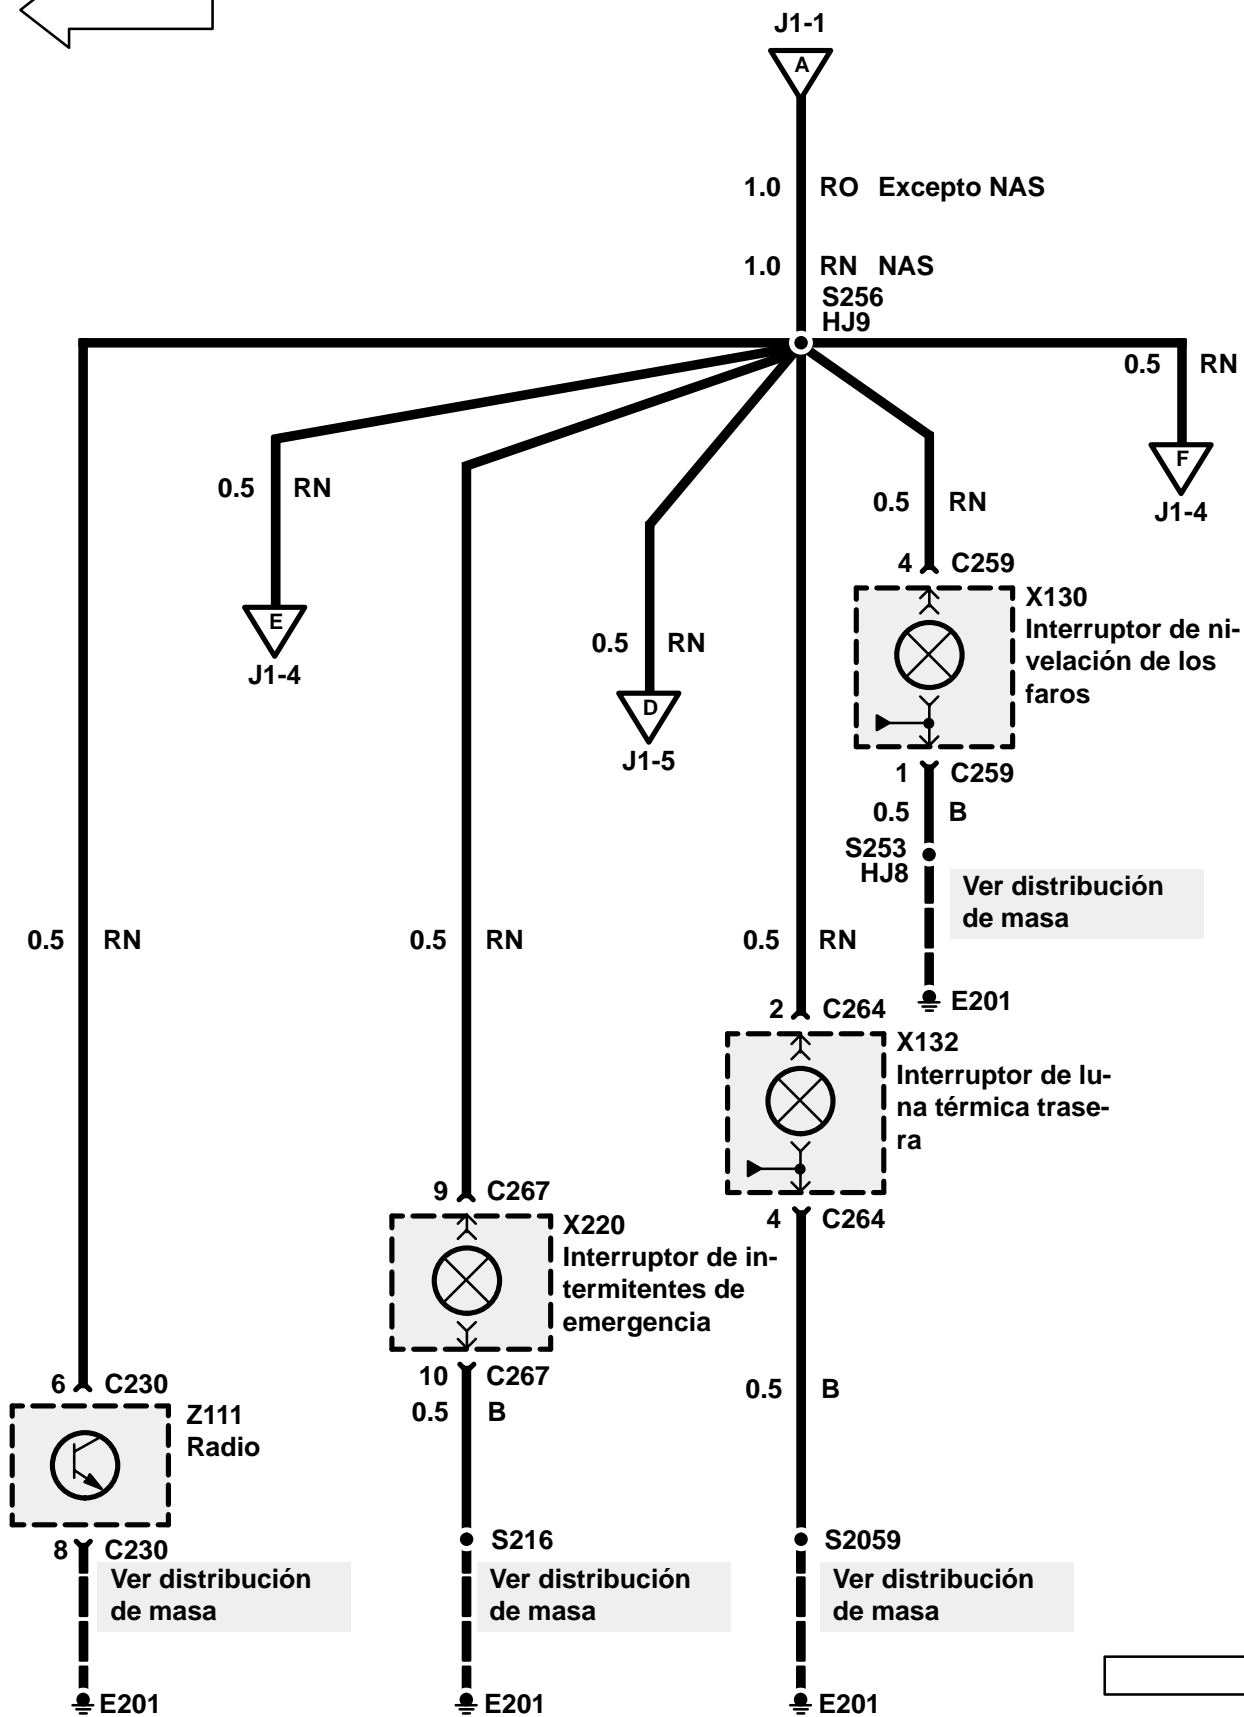 J1-1
A
1.0 RO Excepto NAS
1.0 RN NAS
S256
HJ9
0.5 RN
F
J1-4
0.5 RN
E
J1-4
0.5 RN
D
J1-5
0.5 RN
4 C259
X130
Interruptor de ni-
velación de los
faros
1 C259
0.5 B
S253
HJ8
Ver distribución
de masa
E201
0.5 RN
0.5 RN
0.5 RN
2 C264
X132
Interruptor de lu-
na térmica trase-
ra
4 C264
9 C267
X220
Interruptor de in-
termitentes de
emergencia
10 C267
0.5 B
0.5 B
6 C230
Z111
Radio
8 C230
Ver distribución
de masa
S216
Ver distribución
de masa
S2059
Ver distribución
de masa
E201
E201
E201